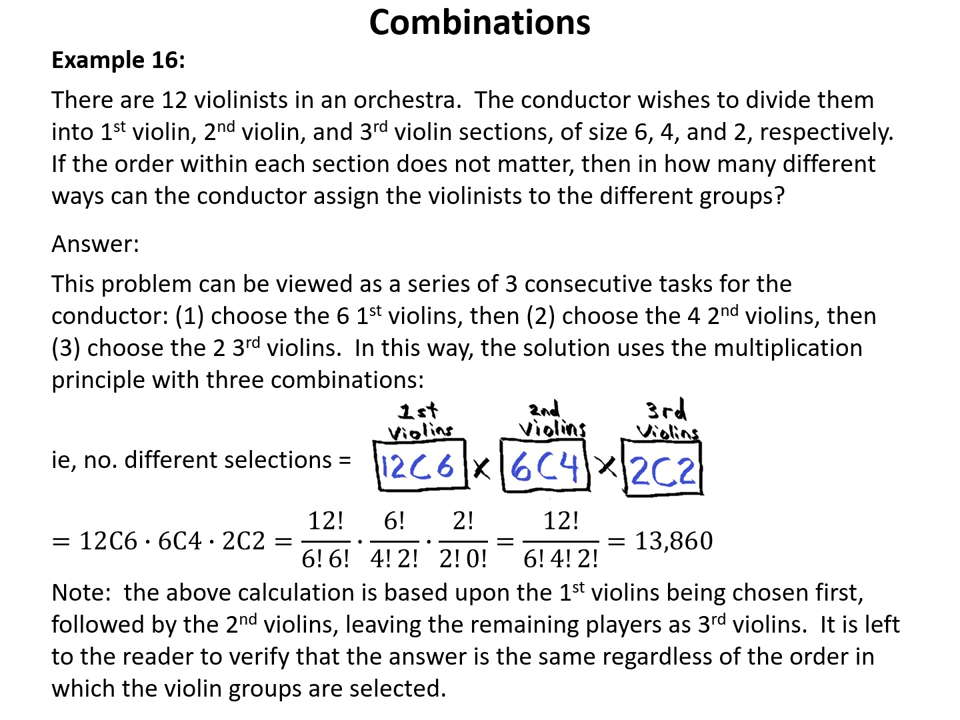 Combinations
Example 16:
There are 12 violinists in an orchestra.  The conductor wishes to divide them
into 1st violin, 2nd violin, and 3rd violin sections, of size 6, 4, and 2, respectively.
If the order within each section does not matter, then in how many different
ways can the conductor assign the violinists to the different groups?
Answer:
This problem can be viewed as a series of 3 consecutive tasks for the
conductor: (1) choose the 6 1st violins, then (2) choose the 4 2nd violins, then
(3) choose the 2 3rd violins.  In this way, the solution uses the multiplication
principle with three combinations:
1st violins 2nd violins 3rd violins
ie, no. different selections = 12C6 × 6C4 × 2C2
= 12C6 · 6C4 · 2C2 = 12!/(6! 6!) · 6!/(4! 2!) · 2!/(2! 0!) = 12!/(6! 4! 2!) = 13,860
Note:  the above calculation is based upon the 1st violins being chosen first,
followed by the 2nd violins, leaving the remaining players as 3rd violins.  It is left
to the reader to verify that the answer is the same regardless of the order in
which the violin groups are selected.